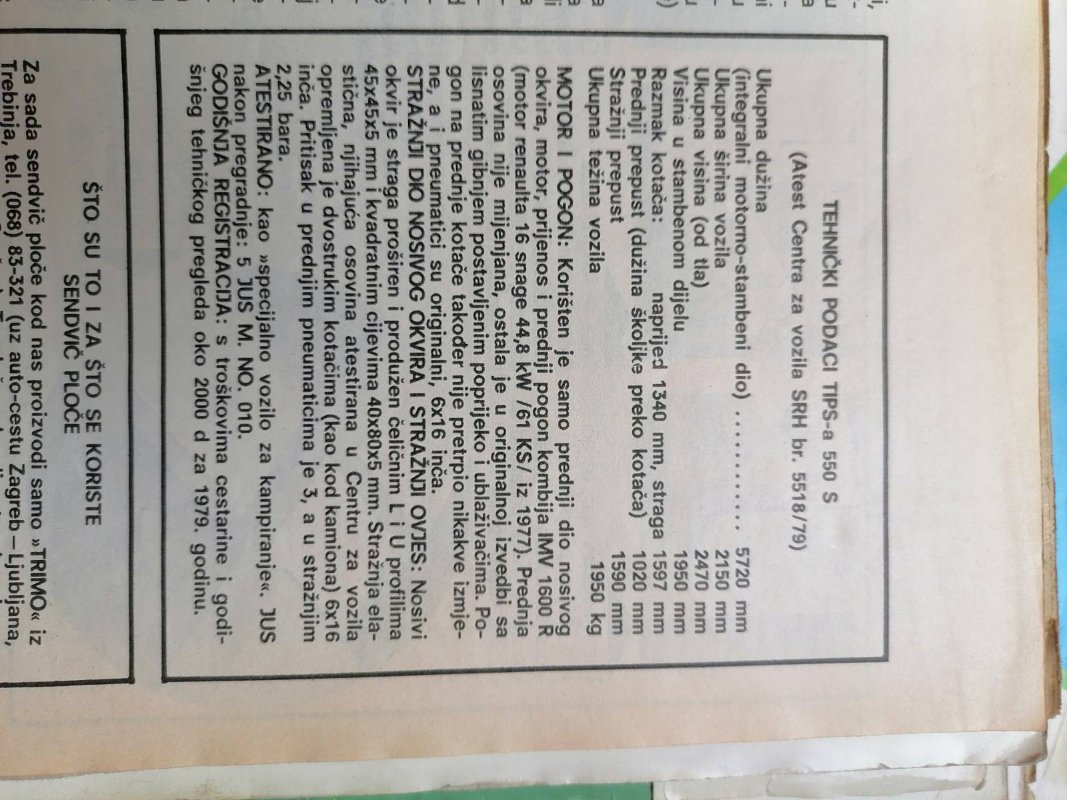 TEHNIČKI PODACI TIPS-a 550 S
(Atest Centra za vozila SRH br. 5518/79)
Ukupna dužina
(integralni motorno-stambeni dio) ........... 5720 mm
Ukupna širina vozila 2150 mm
Ukupna visina (od tla) 2470 mm
Visina u stambenom dijelu 1950 mm
Razmak kotača: naprijed 1340 mm, straga 1597 mm
Prednji prepust (dužina školjke preko kotača) 1020 mm
Stražnji prepust 1590 mm
Ukupna težina vozila 1950 kg
MOTOR I POGON: Korišten je samo prednji dio nosivog
okvira, motor, prijenos i prednji pogon kombija IMV 1600 R
(motor renaulta 16 snage 44,8 kW /61 KS/ iz 1977). Prednja
osovina nije mijenjana, ostala je u originalnoj izvedbi sa
lisnatim gibnjem postavljenim poprijeko i ublaživačima. Po-
gon na prednje kotače također nije pretrpio nikakve izmje-
ne, a i pneumatici su originalni, 6x16 inča.
STRAŽNJI DIO NOSIVOG OKVIRA I STRAŽNJI OVJES: Nosivi
okvir je straga proširen i produžen čeličnim L i U profilima
45x45x5 mm i kvadratnim cijevima 40x80x5 mm. Stražnja ela-
stična, njihajuća osovina atestirana u Centru za vozila
opremljena je dvostrukim kotačima (kao kod kamiona) 6x16
inča. Pritisak u prednjim pneumaticima je 3, a u stražnjim
2,25 bara.
ATESTIRANO: kao »specijalno vozilo za kampiranje«. JUS
nakon pregradnje: 5 JUS M. NO. 010.
GODIŠNJA REGISTRACIJA: s troškovima cestarine i godi-
šnjeg tehničkog pregleda oko 2000 d za 1979. godinu.
ŠTO SU TO I ZA ŠTO SE KORISTE
SENDVIČ PLOČE
Za sada sendvič ploče kod nas proizvodi samo »TRIMO« iz
Trebinja, tel. (068) 83-321 (uz auto-cestu Zagreb–Ljubljana,